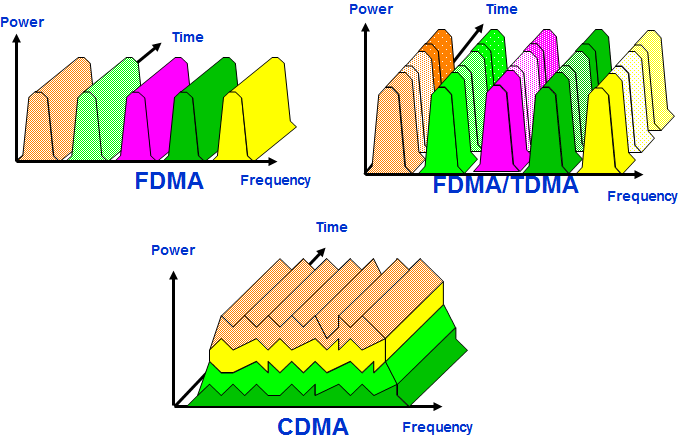 Power
Time
FDMA
Frequency
Power
Time
FDMA/TDMA
Frequency
Time
Power
CDMA
Frequency